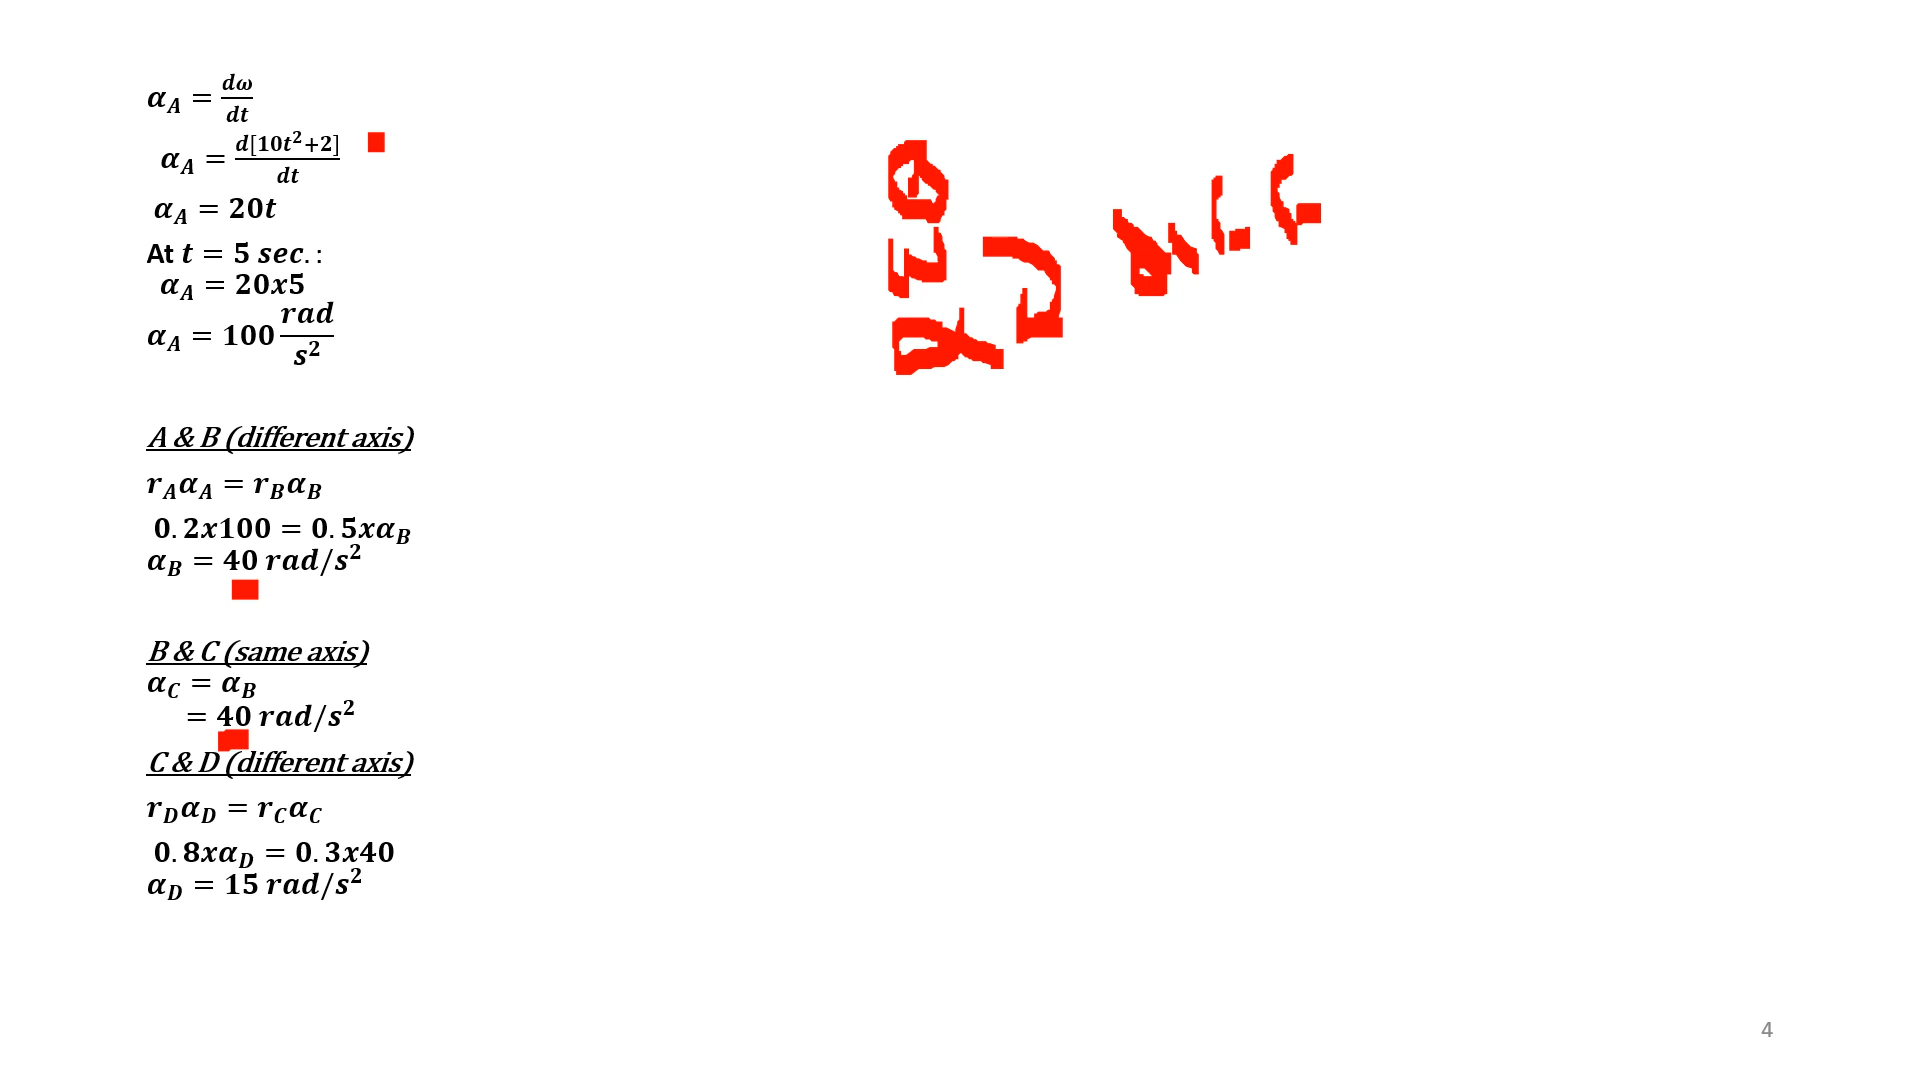 α_A = dω/dt
α_A = d[10t²+2]/dt
α_A = 20t
At t = 5 sec. :
α_A = 20x5
α_A = 100 rad/s²
A & B (different axis)
r_Aα_A = r_Bα_B
0.2x100 = 0.5xα_B
α_B = 40 rad/s²
B & C (same axis)
α_C = α_B
= 40 rad/s²
C & D (different axis)
r_Dα_D = r_Cα_C
0.8xα_D = 0.3x40
α_D = 15 rad/s²
4